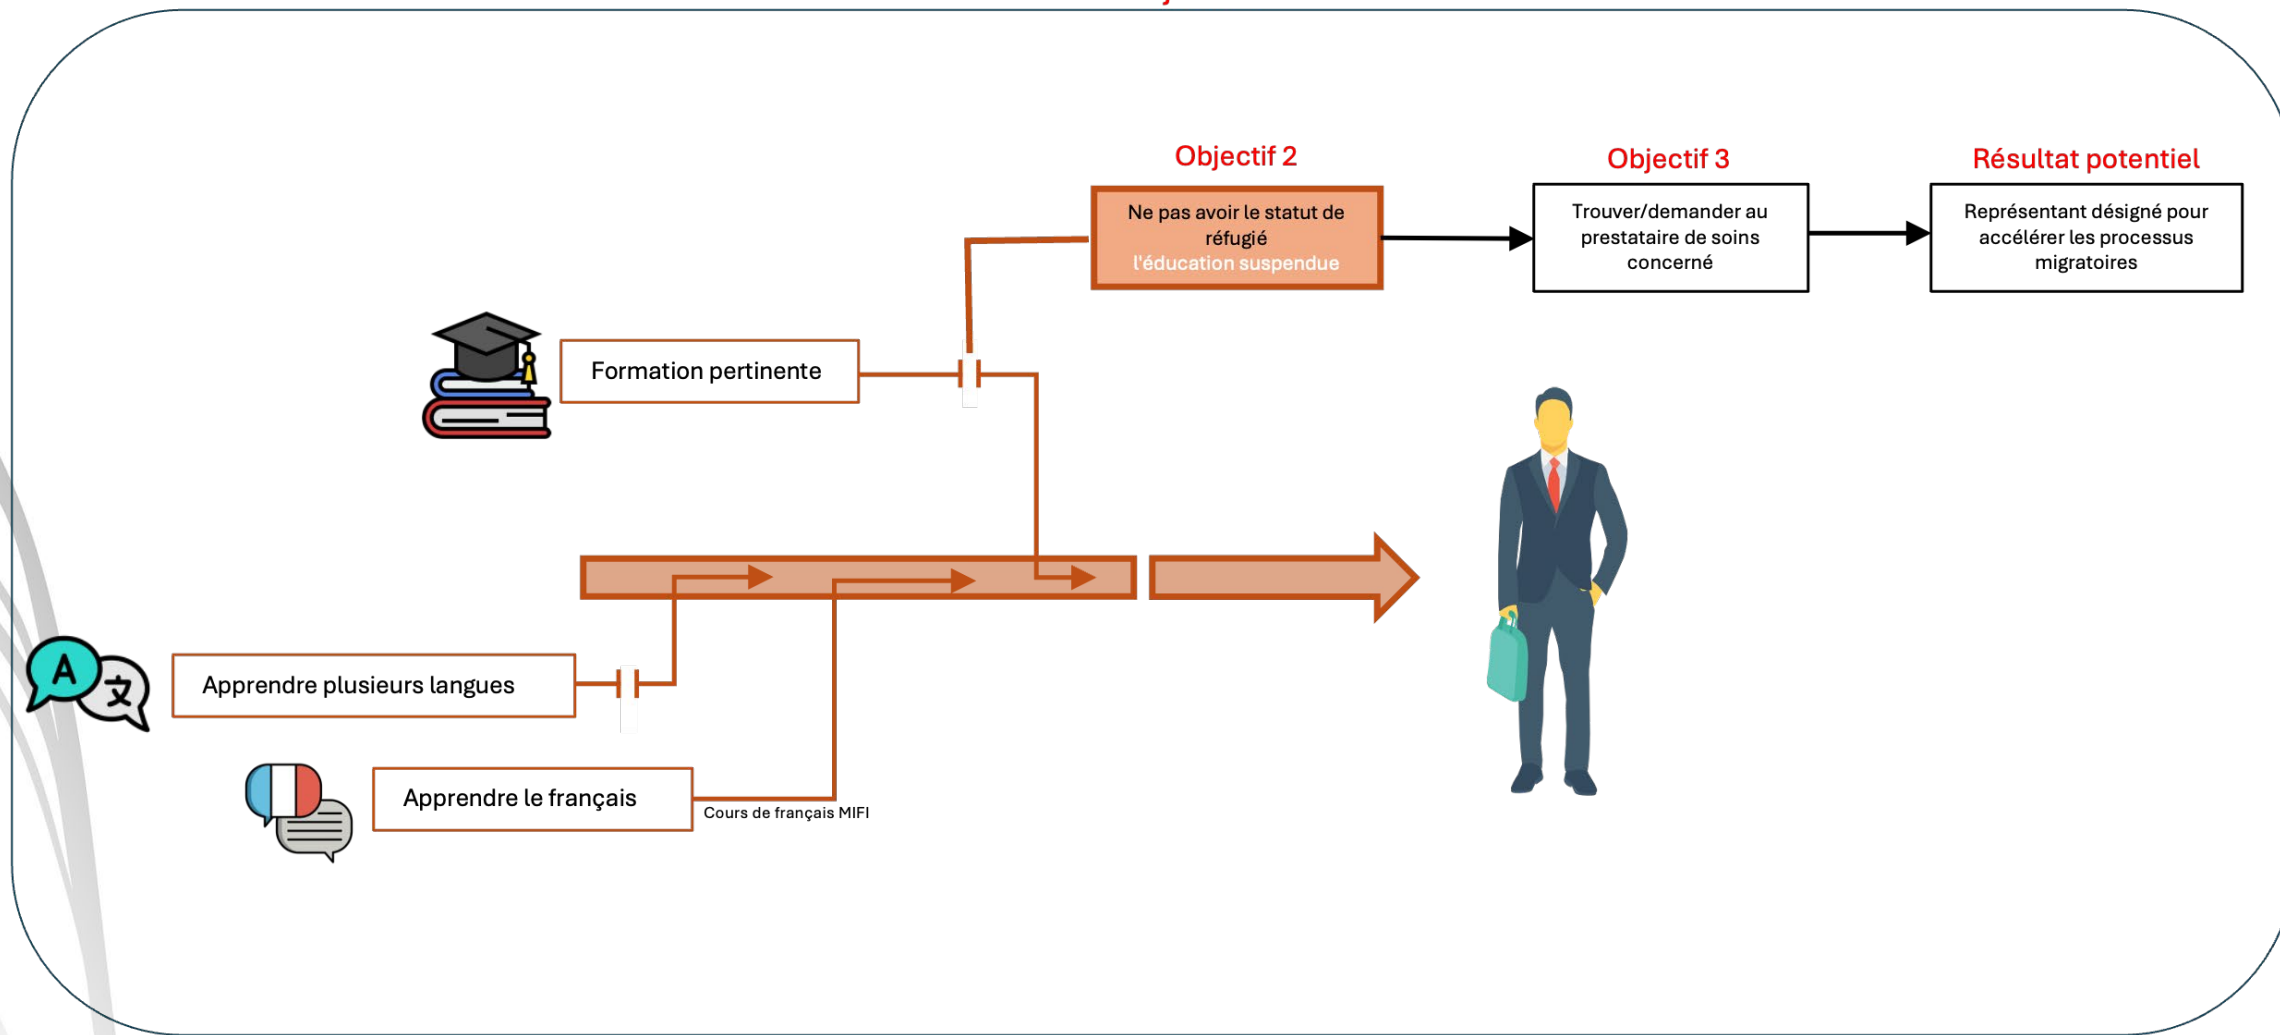 Objectif 2
Objectif 3
Résultat potentiel
Ne pas avoir le statut de
réfugié
l'éducation suspendue
Trouver/demander au
prestataire de soins
concerné
Représentant désigné pour
accélérer les processus
migratoires
Formation pertinente
A
文
Apprendre plusieurs langues
Apprendre le français
Cours de français MIFI